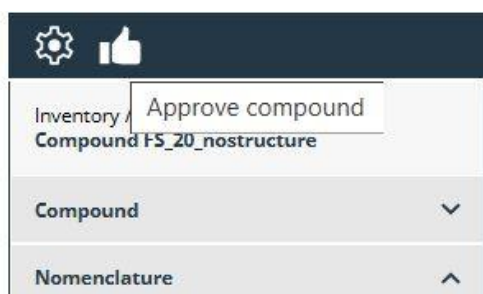 Approve compound
Inventory /
Compound FS_20_nostructure
Compound
Nomenclature